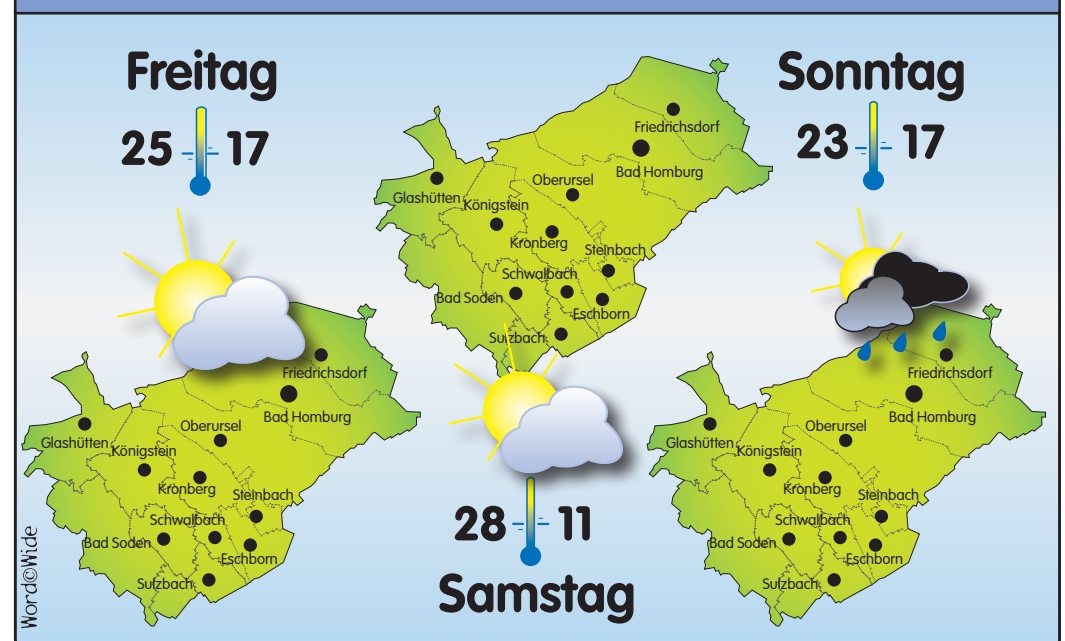 Freitag
25 17
Friedrichsdorf
Bad Homburg
Oberursel
Glashütten
Königstein
Kronberg
Steinbach
Schwalbach
Bad Soden
Eschborn
Sulzbach
Friedrichsdorf
Bad Homburg
Oberursel
Glashütten
Königstein
Kronberg
Steinbach
Schwalbach
Bad Soden
Eschborn
Sulzbach
28 11
Samstag
Sonntag
23 17
Friedrichsdorf
Bad Homburg
Oberursel
Glashütten
Königstein
Kronberg
Steinbach
Schwalbach
Bad Soden
Eschborn
Sulzbach
Word©Wide